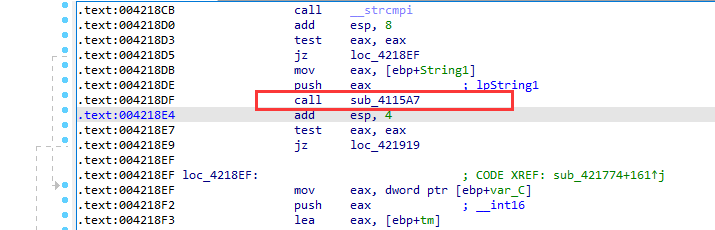 .text:004218CB call __strcmpi
.text:004218D0 add esp, 8
.text:004218D3 test eax, eax
.text:004218D5 jz loc_4218EF
.text:004218DB mov eax, [ebp+String1]
.text:004218DE push eax ; lpString1
.text:004218DF call sub_4115A7
.text:004218E4 add esp, 4
.text:004218E7 test eax, eax
.text:004218E9 jz loc_421919
.text:004218EF
.text:004218EF loc_4218EF: ; CODE XREF: sub_421774+161↑j
.text:004218EF mov eax, dword ptr [ebp+var_C]
.text:004218F2 push eax ; __int16
.text:004218F3 lea eax, [ebp+tm]